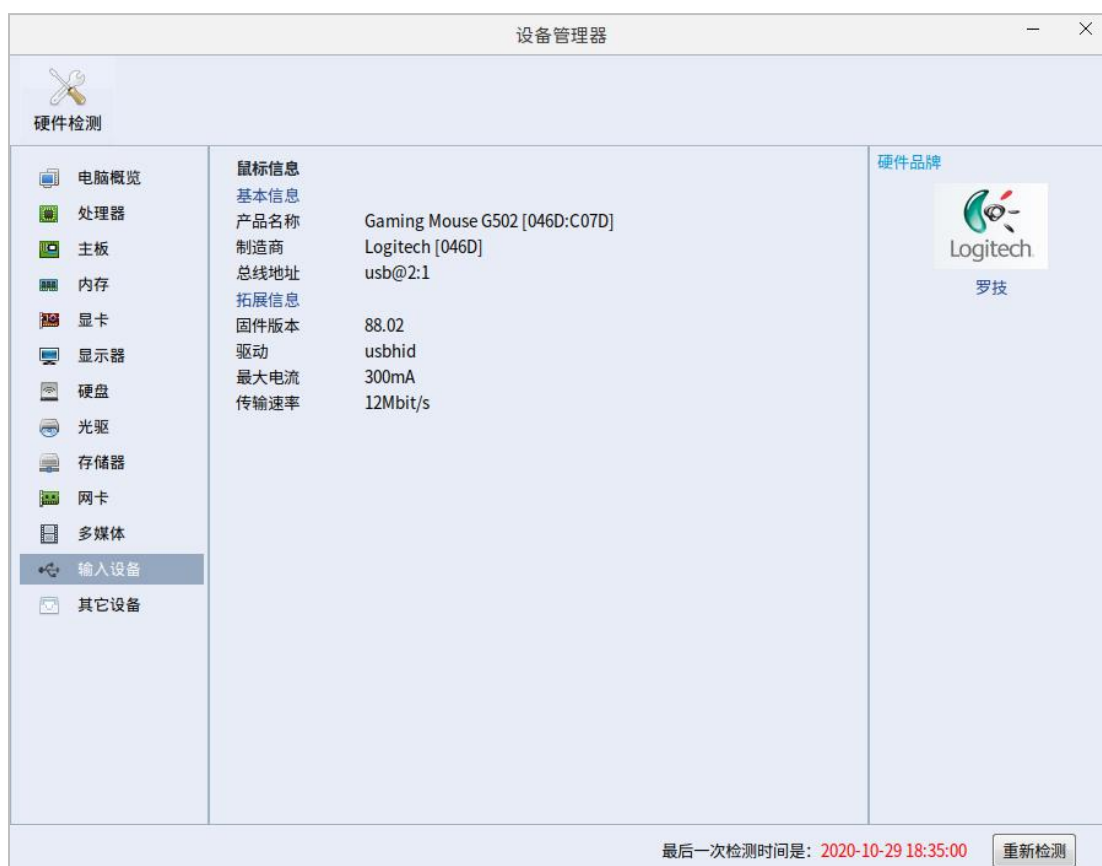 设备管理器
硬件检测
电脑概览
处理器
主板
内存
显卡
显示器
硬盘
光驱
存储器
网卡
多媒体
输入设备
其它设备
鼠标信息
基本信息
产品名称 Gaming Mouse G502 [046D:C07D]
制造商 Logitech [046D]
总线地址 usb@2:1
拓展信息
固件版本 88.02
驱动 usbhid
最大电流 300mA
传输速率 12Mbit/s
硬件品牌
Logitech
罗技
最后一次检测时间是：2020-10-29 18:35:00 重新检测